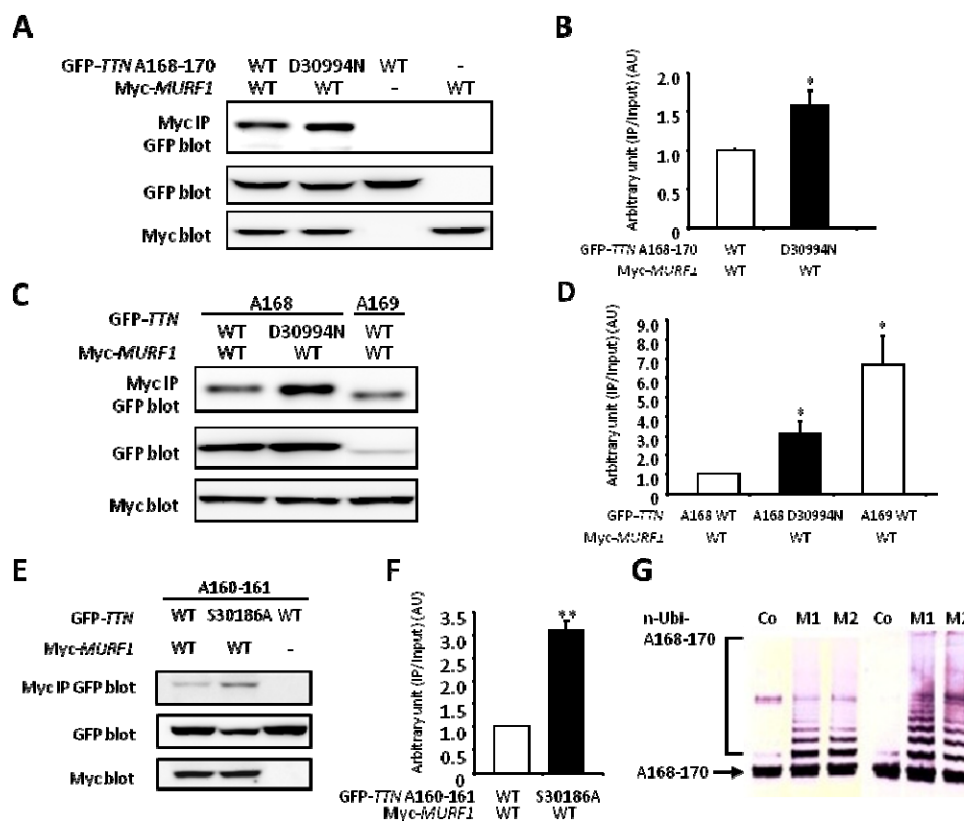 A
GFP-TTN A168-170 WT D30994N WT -
Myc-MURF1 WT WT - WT
Myc IP
GFP blot
GFP blot
Myc blot
B
Arbitrary unit (IP/Input) (AU)
2.0
1.5
1.0
0.5
0
*
GFP-TTN A168-170 WT D30994N
Myc-MURF1 WT WT
C
A168 A169
GFP-TTN
WT D30994N WT
Myc-MURF1 WT WT WT
Myc IP
GFP blot
GFP blot
Myc blot
D
Arbitrary unit (IP/Input) (AU)
9.0
8.0
7.0
6.0
5.0
4.0
3.0
2.0
1.0
0
*
*
GFP-TTN A168 WT A168 D30994N A169 WT
Myc-MURF1 WT WT WT
E
A160-161
GFP-TTN WT S30186A WT
Myc-MURF1 WT WT -
Myc IP GFP blot
GFP blot
Myc blot
F
Arbitrary unit (IP/Input) (AU)
3.5
3.0
2.5
2.0
1.5
1.0
0
**
GFP-TTN A160-161 WT S30186A
Myc-MURF1 WT WT
G
n-Ubi- Co M1 M2 Co M1 M2
A168-170
A168-170